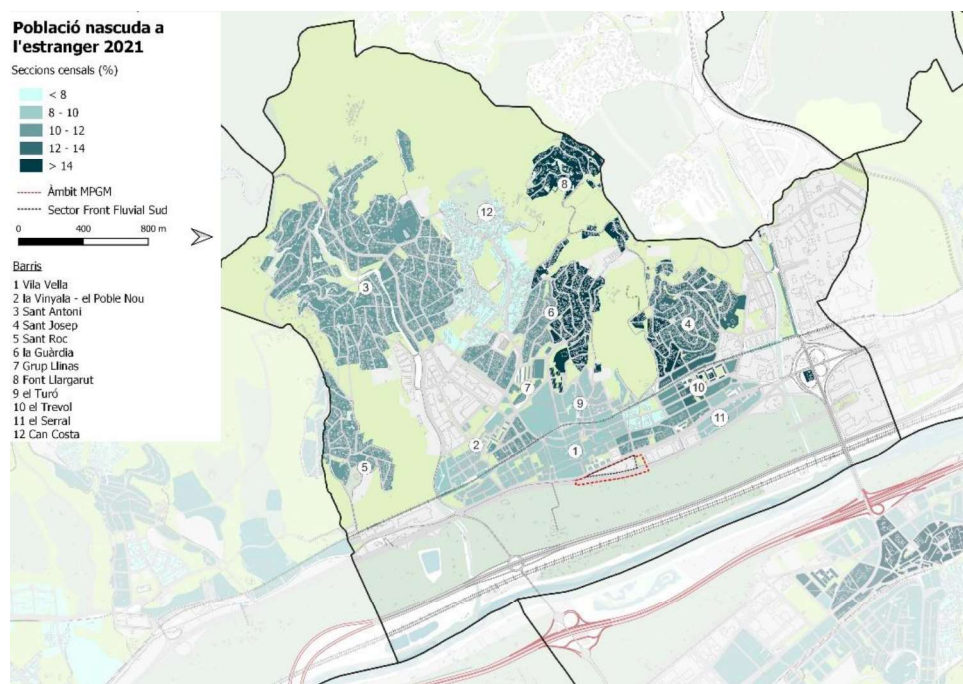 Població nascuda a
l'estranger 2021
Seccions censals (%)
< 8
8 - 10
10 - 12
12 - 14
> 14
Àmbit MPGM
Sector Front Fluvial Sud
0 400 800 m
Barris
1 Vila Vella
2 la Vinyala - el Poble Nou
3 Sant Antoni
4 Sant Josep
5 Sant Roc
6 la Guàrdia
7 Grup Llinas
8 Font Llargarut
9 el Turó
10 el Trevol
11 el Serral
12 Can Costa
8
12
3
6
4
7
10
9
11
2
1
5